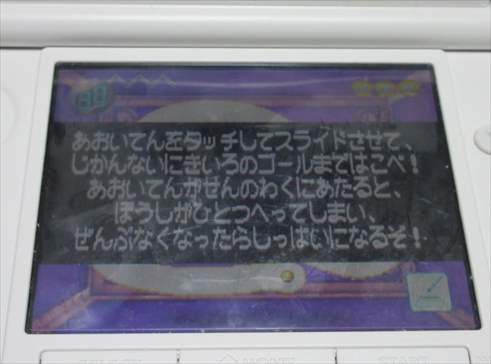 あおいてんをタッチしてスライドさせて、
じかんないにきいろのゴールまではこべ!
あおいてんがせんのわくにあたると、
ぼうしがひとつへってしまい、
ぜんぶなくなったらしっぱいになるぞ!
HOME